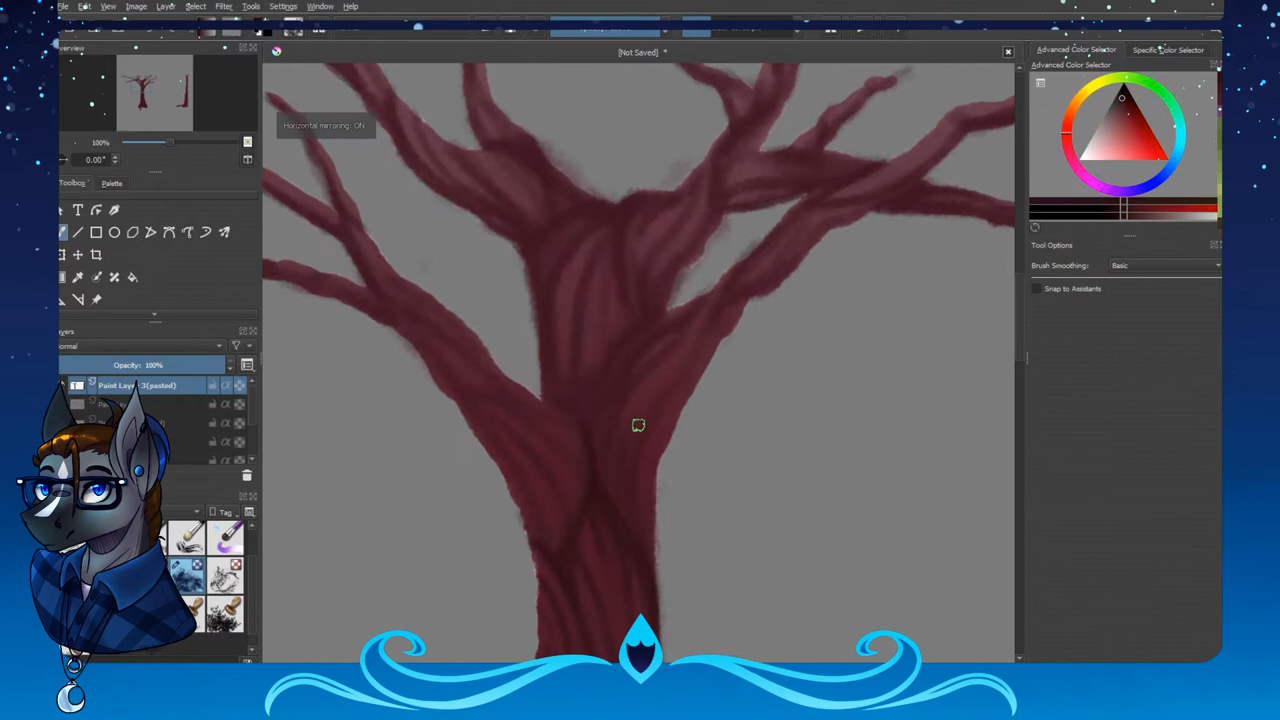 File Edit View Image Layer Select Filter Tools Settings Window Help
[Not Saved] *
Advanced Color Selector Specific Color Selector
Advanced Color Selector
Horizontal mirroring: ON
100%
0.00°
Toolbox Palette
Tool Options
Brush Smoothing: Basic
Snap to Assistants
Opacity: 100%
Paint Layer 3(pasted)
Tag